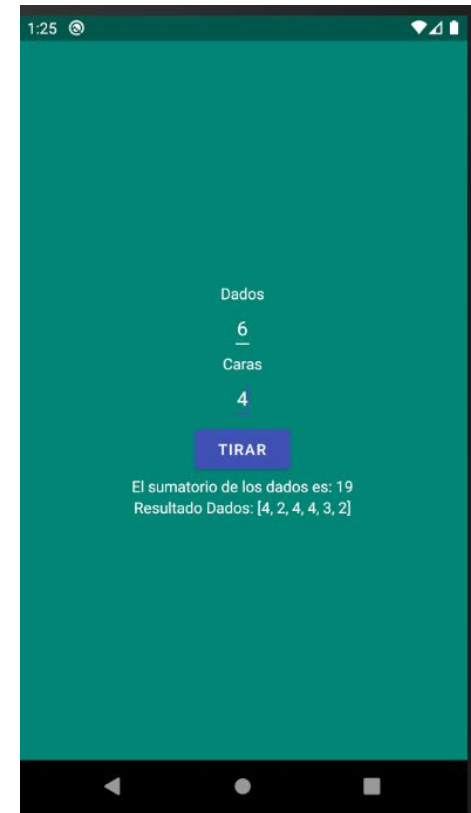 1:25
Dados
6
Caras
4
TIRAR
El sumatorio de los dados es: 19
Resultado Dados: [4, 2, 4, 4, 3, 2]